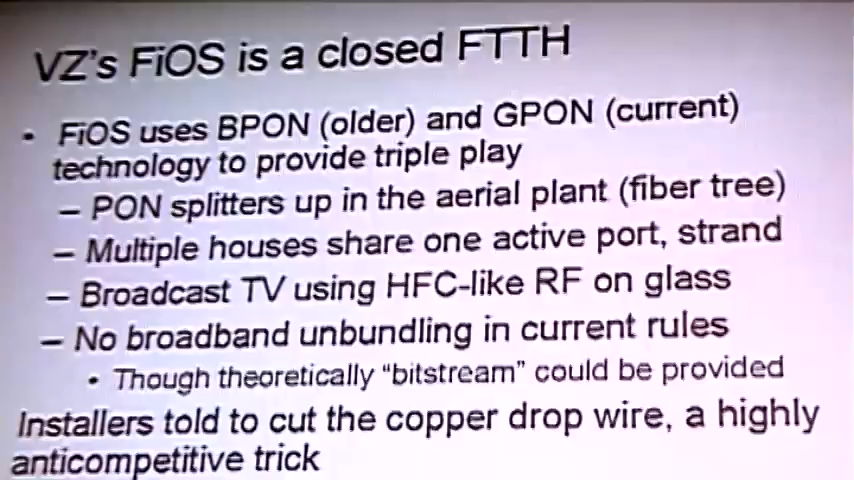 VZ's FiOS is a closed FTTH
• FiOS uses BPON (older) and GPON (current)
technology to provide triple play
– PON splitters up in the aerial plant (fiber tree)
– Multiple houses share one active port, strand
– Broadcast TV using HFC-like RF on glass
– No broadband unbundling in current rules
• Though theoretically “bitstream” could be provided
Installers told to cut the copper drop wire, a highly
anticompetitive trick